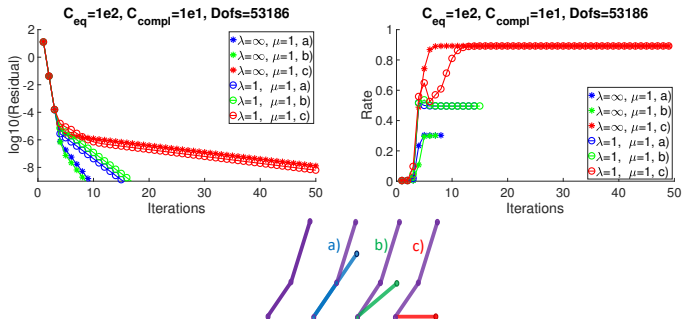 C_eq=1e2, C_compl=1e1, Dofs=53186
C_eq=1e2, C_compl=1e1, Dofs=53186
log10(Residual)
2
0
-2
-4
-6
-8
0 10 20 30 40 50
Iterations
λ=∞, μ=1, a)
λ=∞, μ=1, b)
λ=∞, μ=1, c)
λ=1, μ=1, a)
λ=1, μ=1, b)
λ=1, μ=1, c)
Rate
1
0.8
0.6
0.4
0.2
0
0 10 20 30 40 50
Iterations
λ=∞, μ=1, a)
λ=∞, μ=1, b)
λ=∞, μ=1, c)
λ=1, μ=1, a)
λ=1, μ=1, b)
λ=1, μ=1, c)
a) b) c)